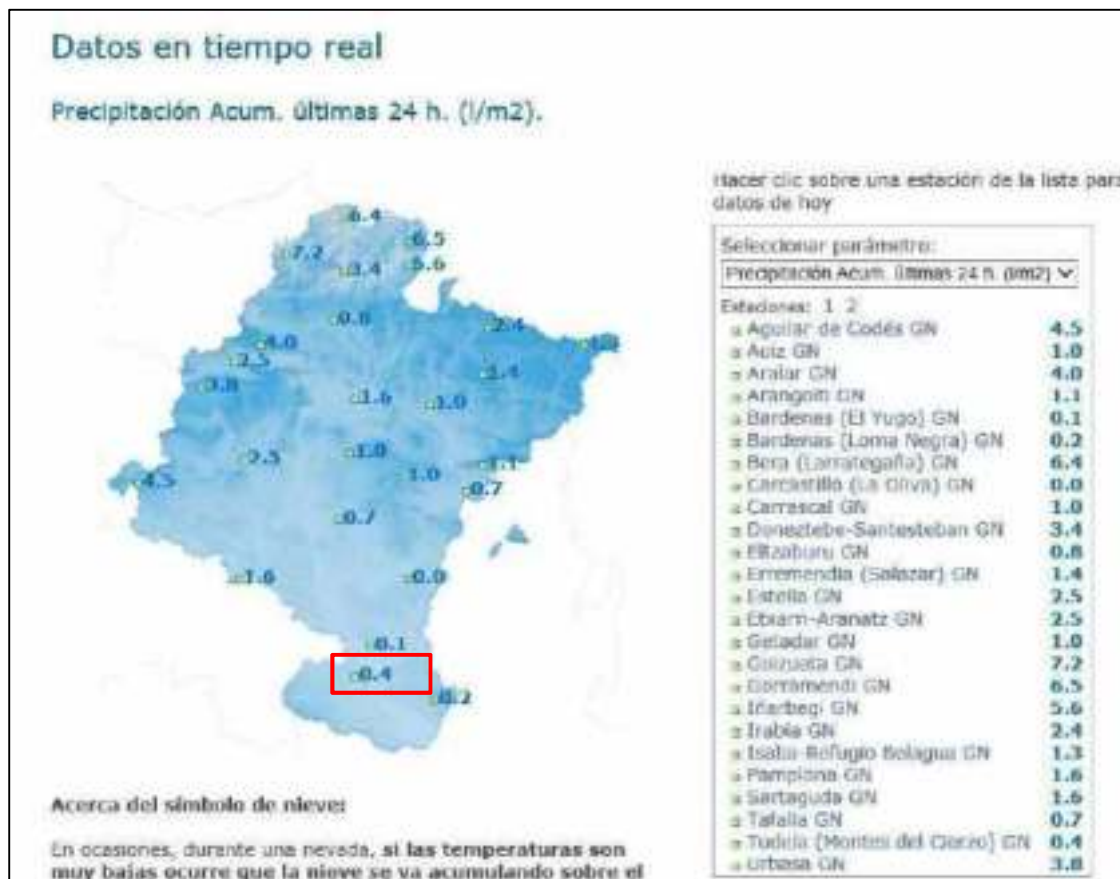 Datos en tiempo real
Precipitación Acum. últimas 24 h. (l/m2).
6.4
6.5
7.2
5.6
3.4
0.8
2.4
4.0
2.5
1.4
3.8
1.6
1.0
2.5
1.0
1.1
4.5
1.0
0.7
0.7
1.6
0.0
0.1
0.4
0.2
Hacer clic sobre una estación de la lista para
datos de hoy
Seleccionar parámetro:
Precipitación Acum. últimas 24 h. (l/m2)
Estaciones: 1 2
Aguilar de Codés GN 4.5
Aoiz GN 1.0
Aralar GN 4.0
Arangoiti GN 1.1
Bardenas (El Yugo) GN 0.1
Bardenas (Loma Negra) GN 0.2
Bera (Larrategaña) GN 6.4
Carcastillo (La Oliva) GN 0.0
Carrascal GN 1.0
Doneztebe-Santesteban GN 3.4
Eltzaburu GN 0.8
Erremendia (Salazar) GN 1.4
Estella GN 2.5
Etxarri-Aranatz GN 2.5
Getadar GN 1.0
Goizueta GN 7.2
Gorramendi GN 6.5
Iñarbegi GN 5.6
Irabia GN 2.4
Isaba-Refugio Belagua GN 1.3
Pamplona GN 1.6
Sartaguda GN 1.6
Tafalla GN 0.7
Tudela (Montes del Cierzo) GN 0.4
Urbasa GN 3.8
Acerca del símbolo de nieve:
En ocasiones, durante una nevada, si las temperaturas son
muy bajas ocurre que la nieve se va acumulando sobre el